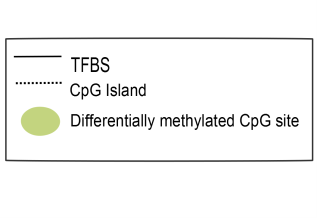 TFBS
CpG Island
Differentially methylated CpG site